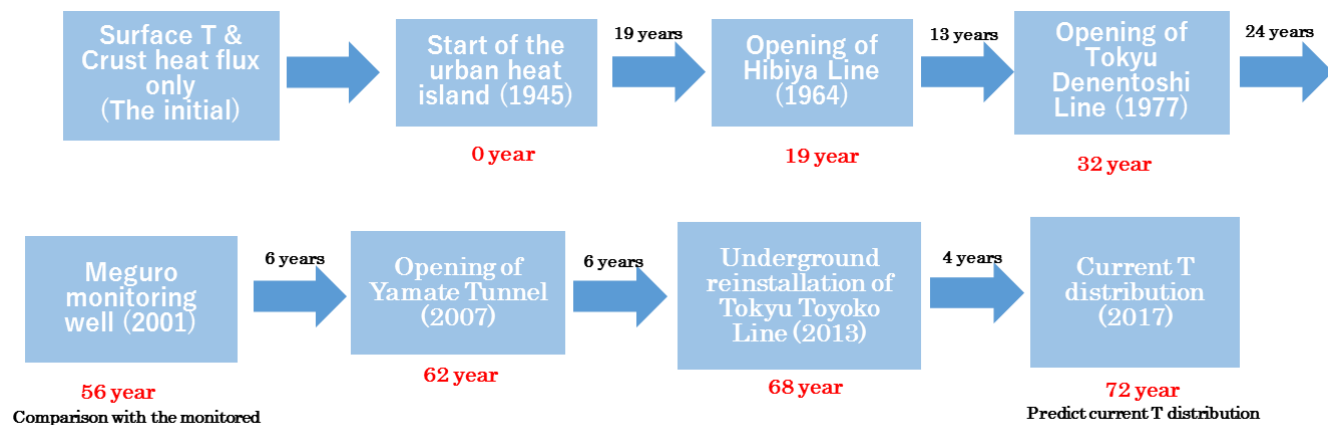 Surface T &
Crust heat flux
only
(The initial)
Start of the
urban heat
island (1945)
0 year
19 years
Opening of
Hibiya Line
(1964)
19 year
13 years
Opening of
Tokyu
Denentoshi
Line (1977)
32 year
24 years
Meguro
monitoring
well (2001)
56 year
Comparison with the monitored
6 years
Opening of
Yamate Tunnel
(2007)
62 year
6 years
Underground
reinstallation of
Tokyu Toyoko
Line (2013)
68 year
4 years
Current T
distribution
(2017)
72 year
Predict current T distribution